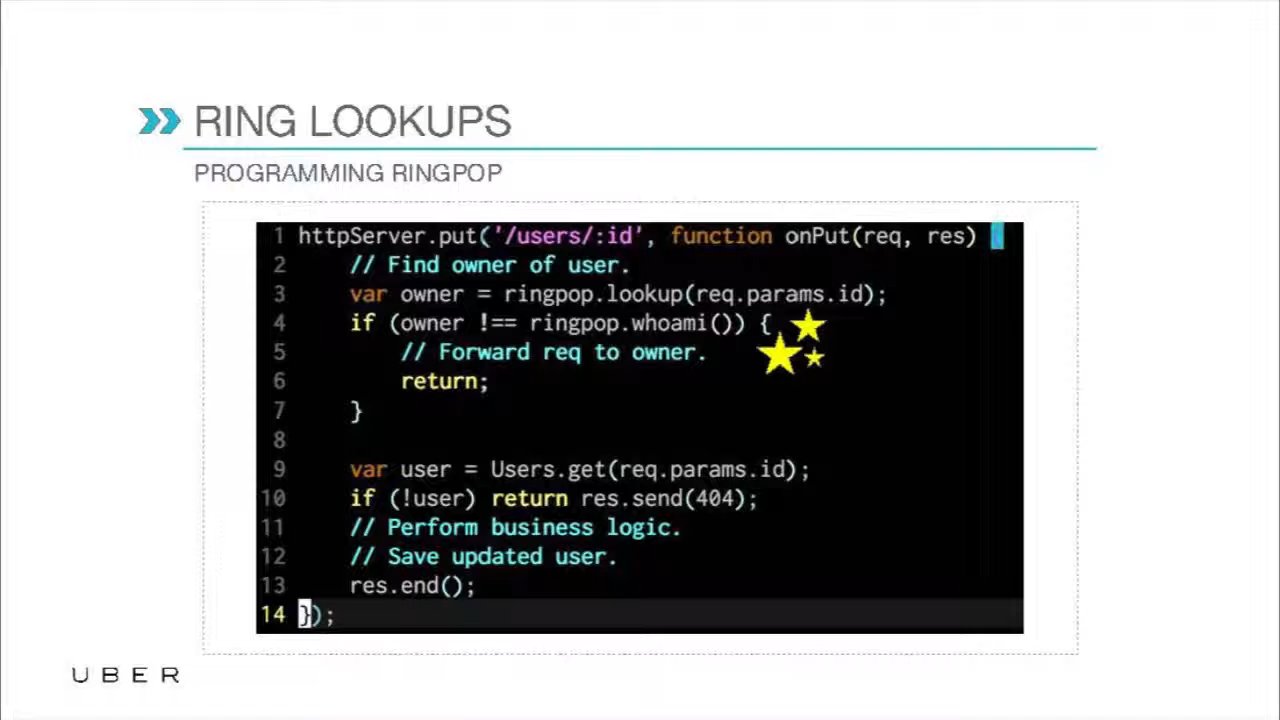 RING LOOKUPS
PROGRAMMING RINGPOP
1 httpServer.put('/users/:id', function onPut(req, res) {
2     // Find owner of user.
3     var owner = ringpop.lookup(req.params.id);
4     if (owner !== ringpop.whoami()) {
5         // Forward req to owner.
6         return;
7     }
8
9     var user = Users.get(req.params.id);
10     if (!user) return res.send(404);
11     // Perform business logic.
12     // Save updated user.
13     res.end();
14 });
UBER